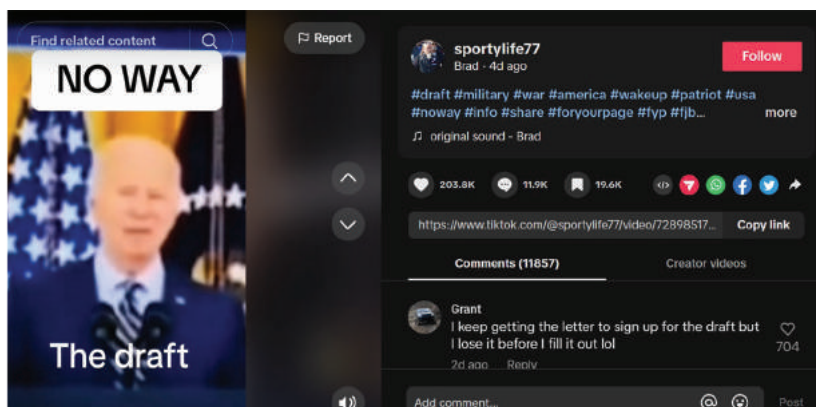 Find related content
Report
NO WAY
The draft
sportylife77
Brad · 4d ago
Follow
#draft #military #war #america #wakeup #patriot #usa
#noway #info #share #foryourpage #fyp #fjb... more
original sound - Brad
203.8K 11.9K 19.6K
https://www.tiktok.com/@sportylife77/video/72898517... Copy link
Comments (11857) Creator videos
Grant
I keep getting the letter to sign up for the draft but
I lose it before I fill it out lol
704
2d ago Reply
Add comment... Post